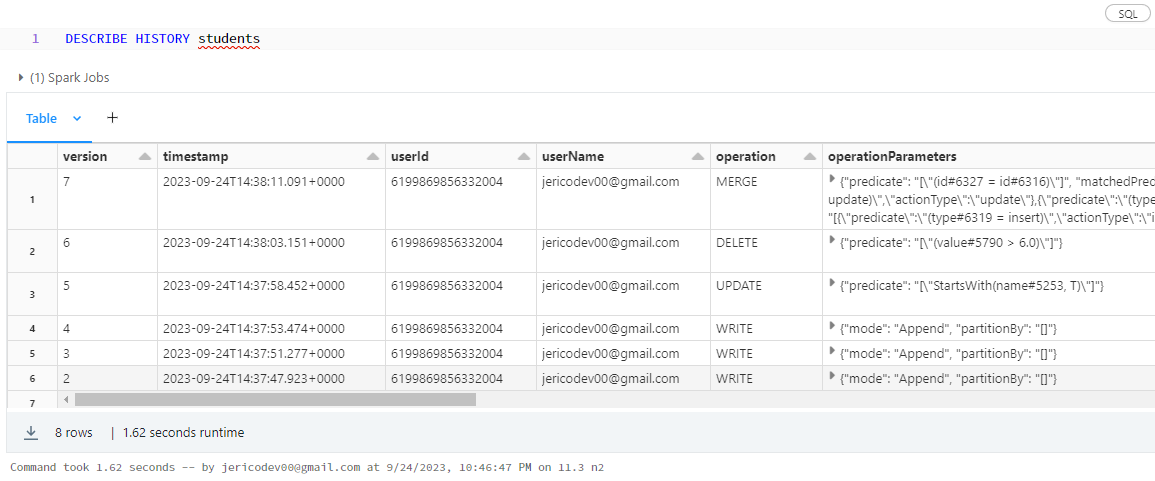 SQL
1 DESCRIBE HISTORY students
(1) Spark Jobs
Table +
version timestamp userId userName operation operationParameters
1 7 2023-09-24T14:38:11.091+0000 6199869856332004 jericodev00@gmail.com MERGE {"predicate": "[\"(id#6327 = id#6316)\"]", "matchedPred
update)\",\"actionType\":\"update\"},{\"predicate\":\"(type
"[{\"predicate\":\"(type#6319 = insert)\",\"actionType\":\"i
2 6 2023-09-24T14:38:03.151+0000 6199869856332004 jericodev00@gmail.com DELETE {"predicate": "[\"(value#5790 > 6.0)\"]"}
3 5 2023-09-24T14:37:58.452+0000 6199869856332004 jericodev00@gmail.com UPDATE {"predicate": "[\"StartsWith(name#5253, T)\"]"}
4 4 2023-09-24T14:37:53.474+0000 6199869856332004 jericodev00@gmail.com WRITE {"mode": "Append", "partitionBy": "[]"}
5 3 2023-09-24T14:37:51.277+0000 6199869856332004 jericodev00@gmail.com WRITE {"mode": "Append", "partitionBy": "[]"}
6 2 2023-09-24T14:37:47.923+0000 6199869856332004 jericodev00@gmail.com WRITE {"mode": "Append", "partitionBy": "[]"}
7
8 rows | 1.62 seconds runtime
Command took 1.62 seconds -- by jericodev00@gmail.com at 9/24/2023, 10:46:47 PM on 11.3 n2